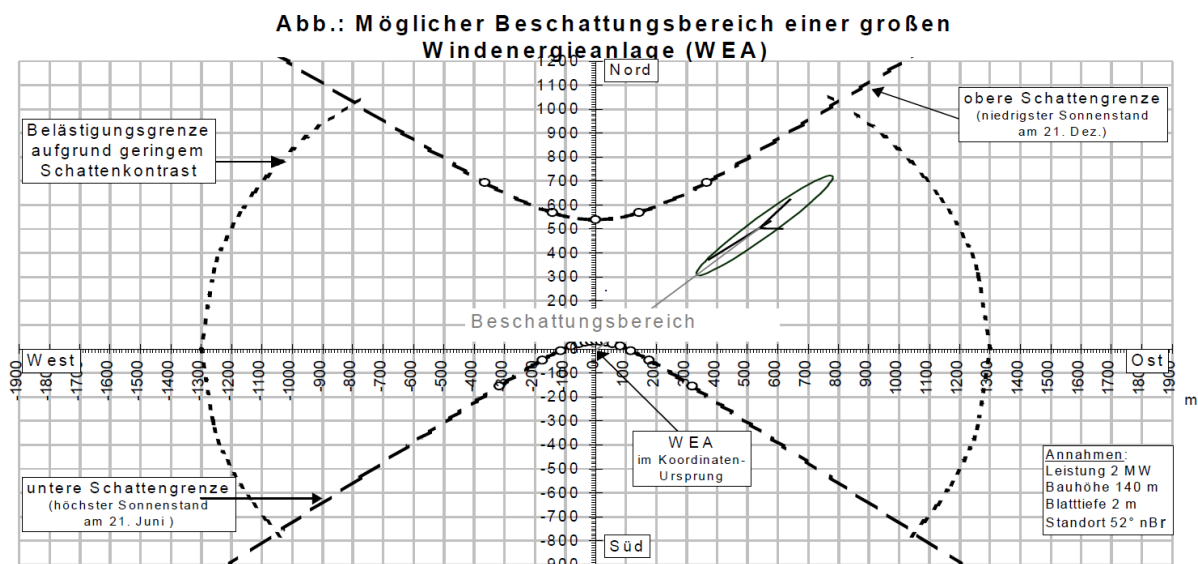 Abb.: Möglicher Beschattungsbereich einer großen
Windenergieanlage (WEA)
1200
1100
1000
900
800
700
600
500
400
300
200
100
-100
-200
-300
-400
-500
-600
-700
-800
-900
Nord
obere Schattengrenze
(niedrigster Sonnenstand
am 21. Dez.)
Belästigungsgrenze
aufgrund geringem
Schattenkontrast
Beschattungsbereich
West
Ost
-1900 -1800 -1700 -1600 -1500 -1400 -1300 -1200 -1100 -1000 -900 -800 -700 -600 -500 -400 -300 -200 -100 0 100 200 300 400 500 600 700 800 900 1000 1100 1200 1300 1400 1500 1600 1700 1800 1900
m
WEA
im Koordinaten-
Ursprung
untere Schattengrenze
(höchster Sonnenstand
am 21. Juni )
Annahmen:
Leistung 2 MW
Bauhöhe 140 m
Blatttiefe 2 m
Standort 52° nBr
Süd